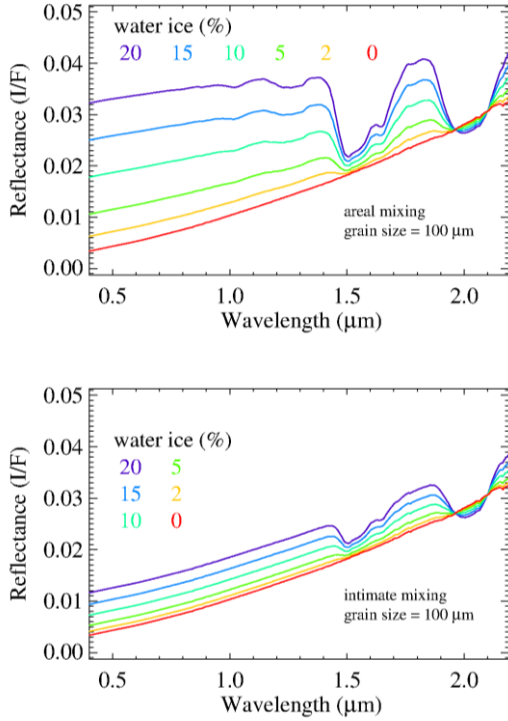 0.05
water ice (%)
20 15 10 5 2 0
0.04
0.03
0.02
0.01
0.00
Reflectance (I/F)
areal mixing
grain size = 100 μm
0.5 1.0 1.5 2.0
Wavelength (μm)
0.05
0.04
water ice (%)
20 5
15 2
10 0
0.03
0.02
0.01
0.00
Reflectance (I/F)
intimate mixing
grain size = 100 μm
0.5 1.0 1.5 2.0
Wavelength (μm)